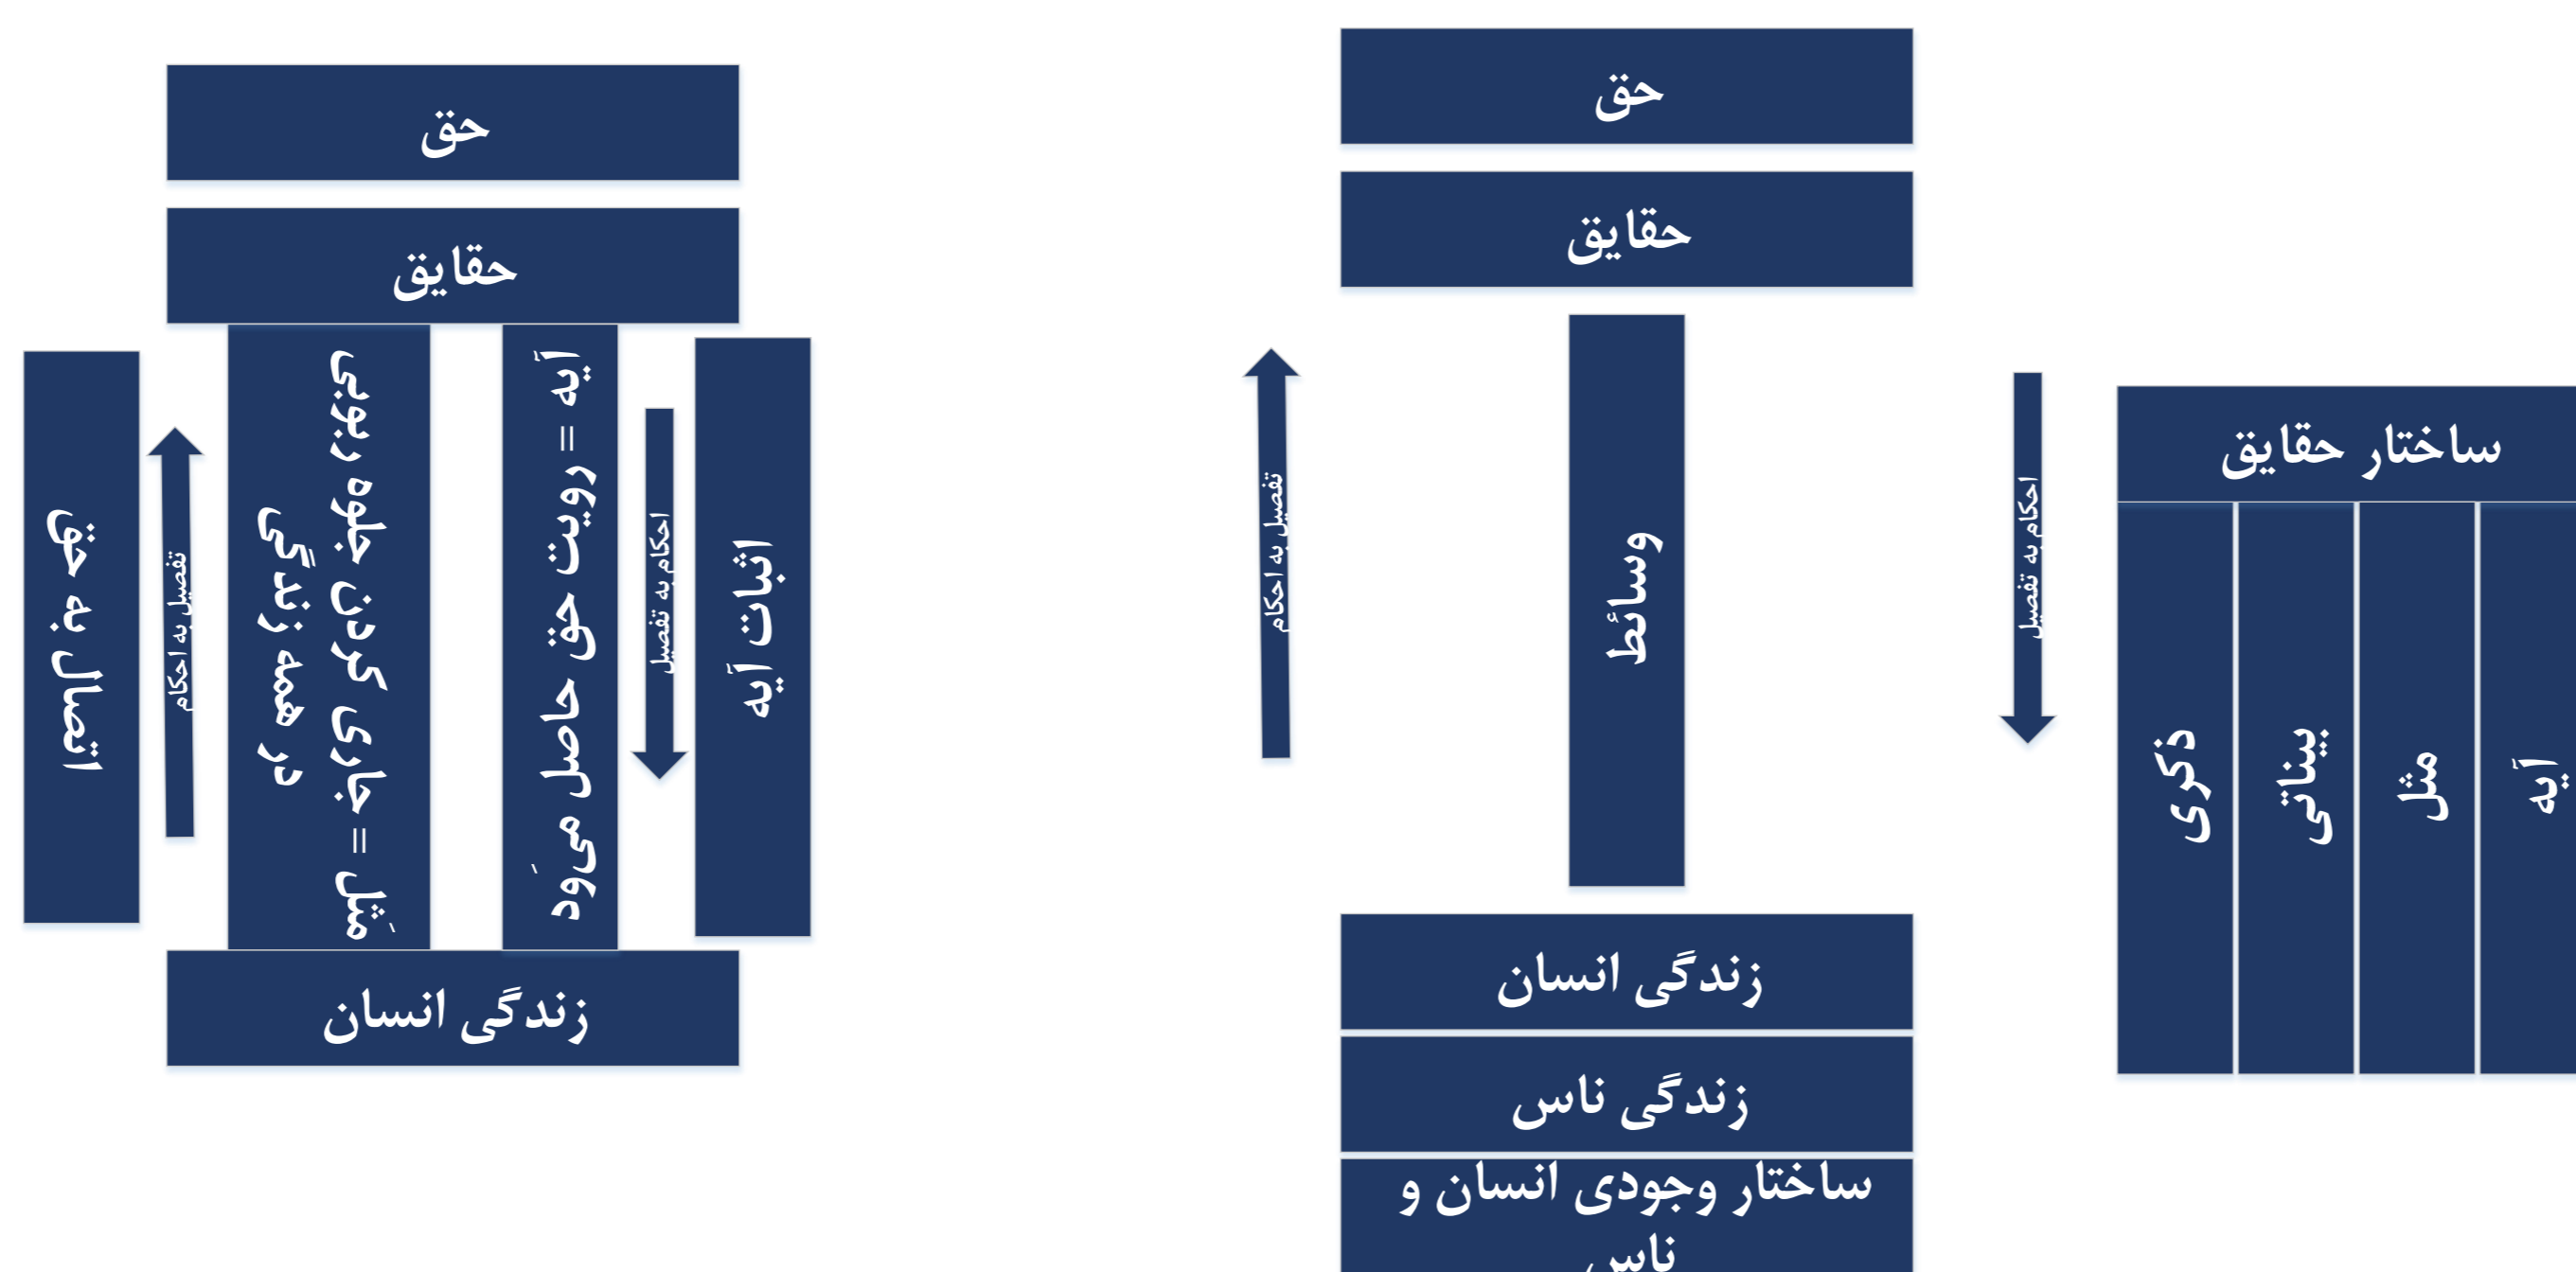 حق
حقایق
تفصیل به احکام
وسائط
احکام به تفصیل
زندگی انسان
زندگی ناس
ساختار وجودی انسان و
ناس
ساختار حقایق
آیه
مثل
بیناتی
ذکری
حق
حقایق
اثبات آیه
احکام به تفصیل
آیه = رویت حق حاصل می‌َود
مَثل = جاری کردن جلوه ربوبی
در همه زندگی
تفصیل به احکام
اتصال به حق
زندگی انسان